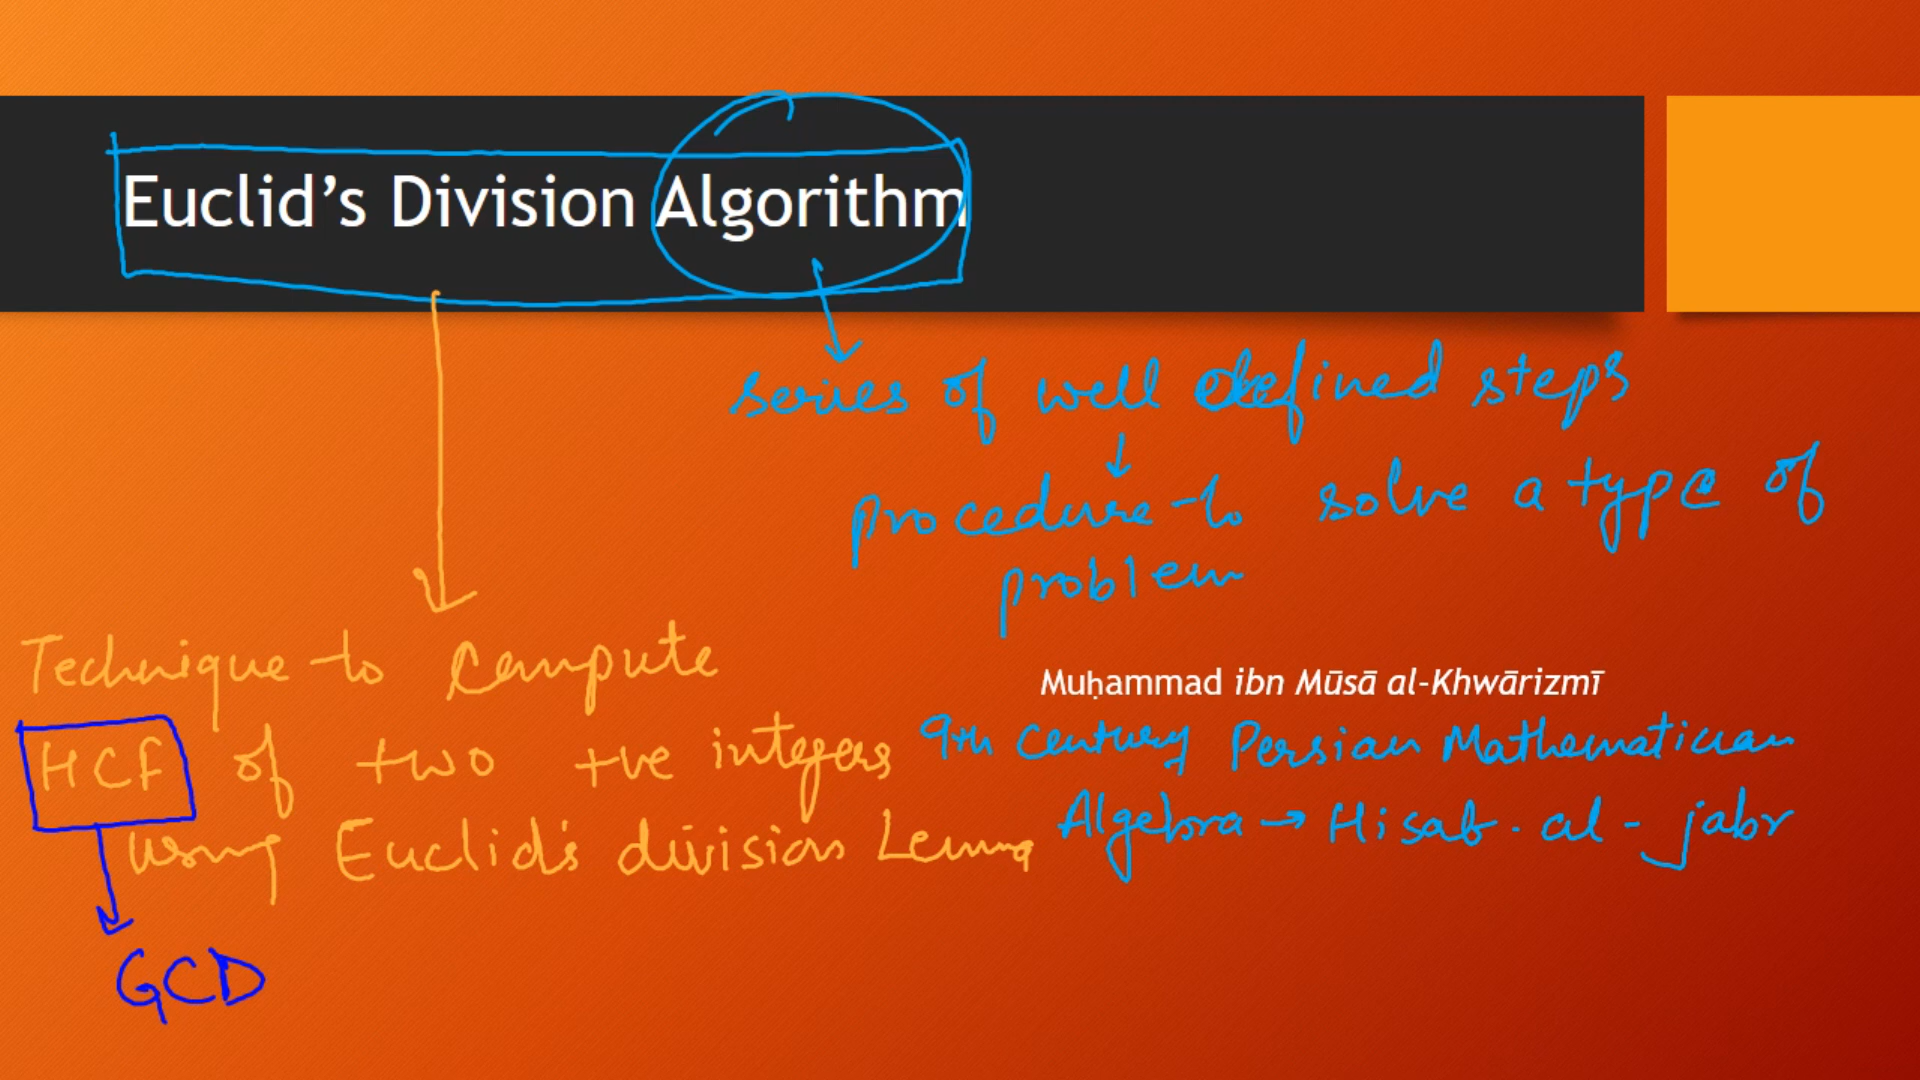 Euclid’s Division Algorithm
series of well defined steps
procedure to solve a type of
problem
Technique to compute
HCF of two +ve integers
using Euclid's division Lemma
GCD
Muḥammad ibn Mūsā al-Khwārizmī
9th Century Persian Mathematician
Algebra → Hisab-al-jabr